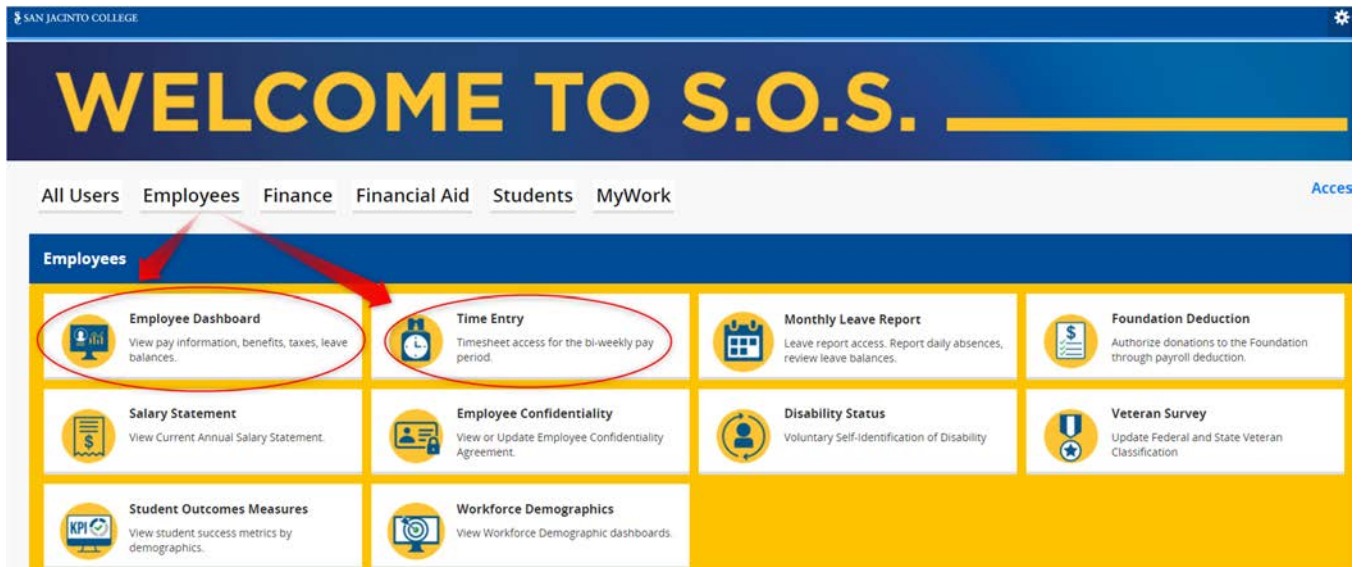 SAN JACINTO COLLEGE
WELCOME TO S.O.S.
All Users Employees Finance Financial Aid Students MyWork
Acces
Employees
Employee Dashboard
View pay information, benefits, taxes, leave
balances.
Time Entry
Timesheet access for the bi-weekly pay
period.
Monthly Leave Report
Leave report access. Report daily absences,
review leave balances.
Foundation Deduction
Authorize donations to the Foundation
through payroll deduction.
Salary Statement
View Current Annual Salary Statement.
Employee Confidentiality
View or Update Employee Confidentiality
Agreement.
Disability Status
Voluntary Self-Identification of Disability
Veteran Survey
Update Federal and State Veteran
Classification
KPI
Student Outcomes Measures
View student success metrics by
demographics.
Workforce Demographics
View Workforce Demographic dashboards.